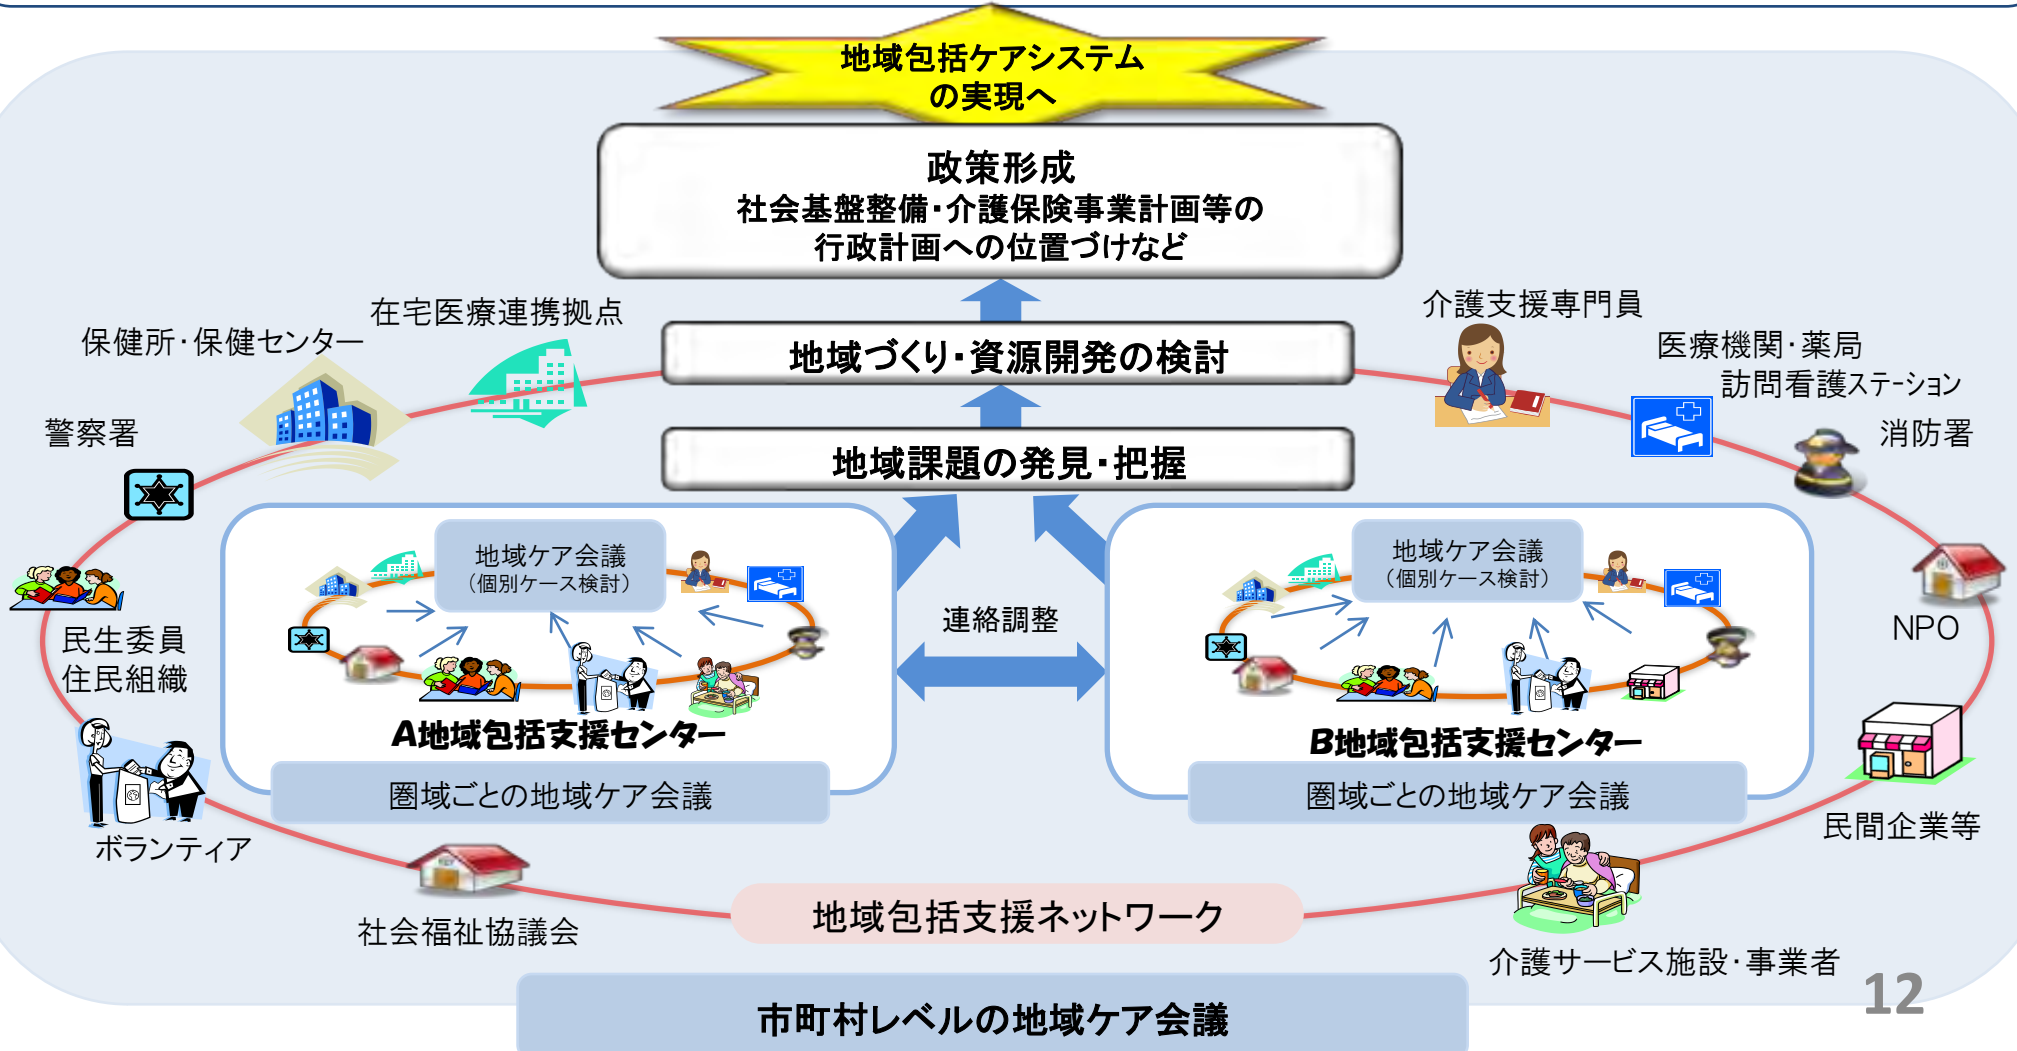 地域包括ケアシステム
の実現へ
政策形成
社会基盤整備・介護保険事業計画等の
行政計画への位置づけなど
在宅医療連携拠点
保健所・保健センター
警察署
介護支援専門員
医療機関・薬局
訪問看護ステーション
消防署
地域づくり・資源開発の検討
地域課題の発見・把握
地域ケア会議
（個別ケース検討）
地域ケア会議
（個別ケース検討）
連絡調整
民生委員
住民組織
NPO
A地域包括支援センター
B地域包括支援センター
圏域ごとの地域ケア会議
圏域ごとの地域ケア会議
ボランティア
民間企業等
社会福祉協議会
地域包括支援ネットワーク
介護サービス施設・事業者
市町村レベルの地域ケア会議
12